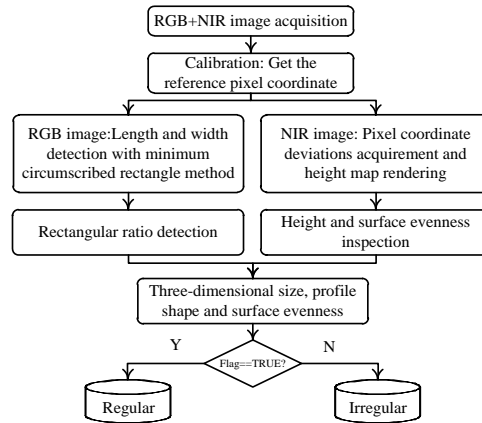 RGB+NIR image acquisition
Calibration: Get the
reference pixel coordinate
RGB image:Length and width
detection with minimum
circumscribed rectangle method
NIR image: Pixel coordinate
deviations acquirement and
height map rendering
Rectangular ratio detection
Height and surface evenness
inspection
Three-dimensional size, profile
shape and surface evenness
Y
N
Flag==TRUE?
Regular
Irregular